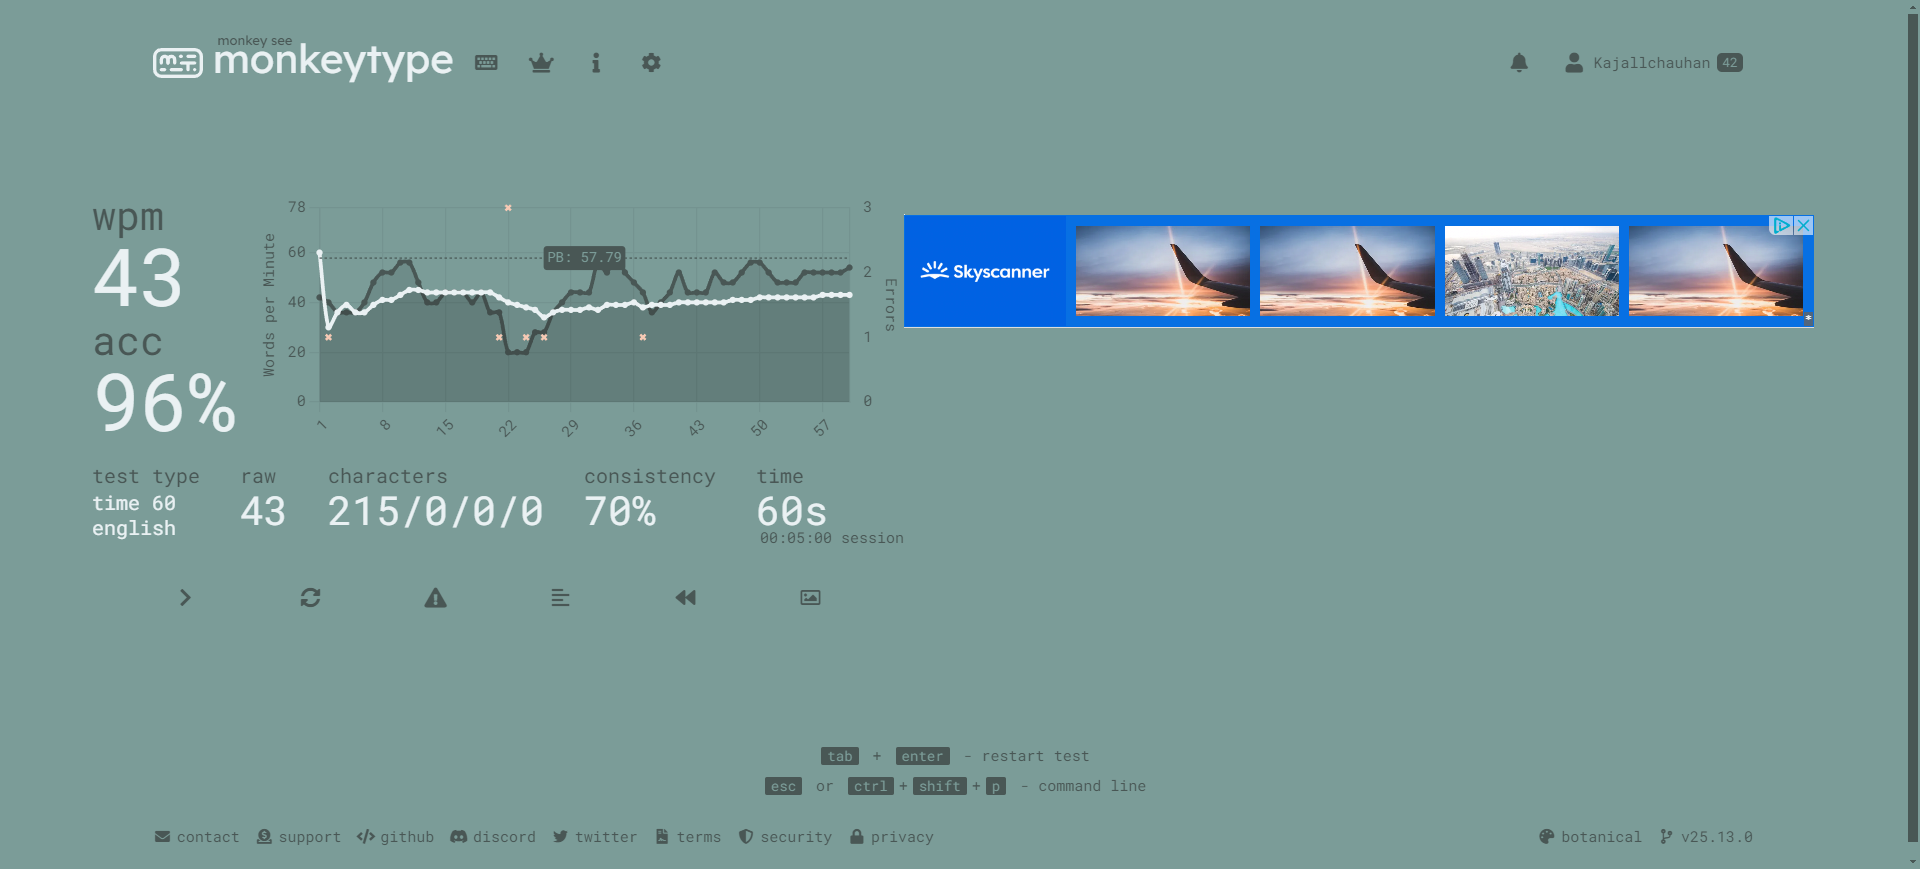 monkey see
monkeytype
Kajallchauhan 42
wpm
43
acc
96%
Words per Minute
78
60
40
20
0
PB: 57.79
3
2
1
0
Errors
1 8 15 22 29 36 43 50 57
Skyscanner
test type
time 60
english
raw
43
characters
215/0/0/0
consistency
70%
time
60s
00:05:00 session
tab + enter - restart test
esc or ctrl + shift + p - command line
contact support github discord twitter terms security privacy
botanical v25.13.0